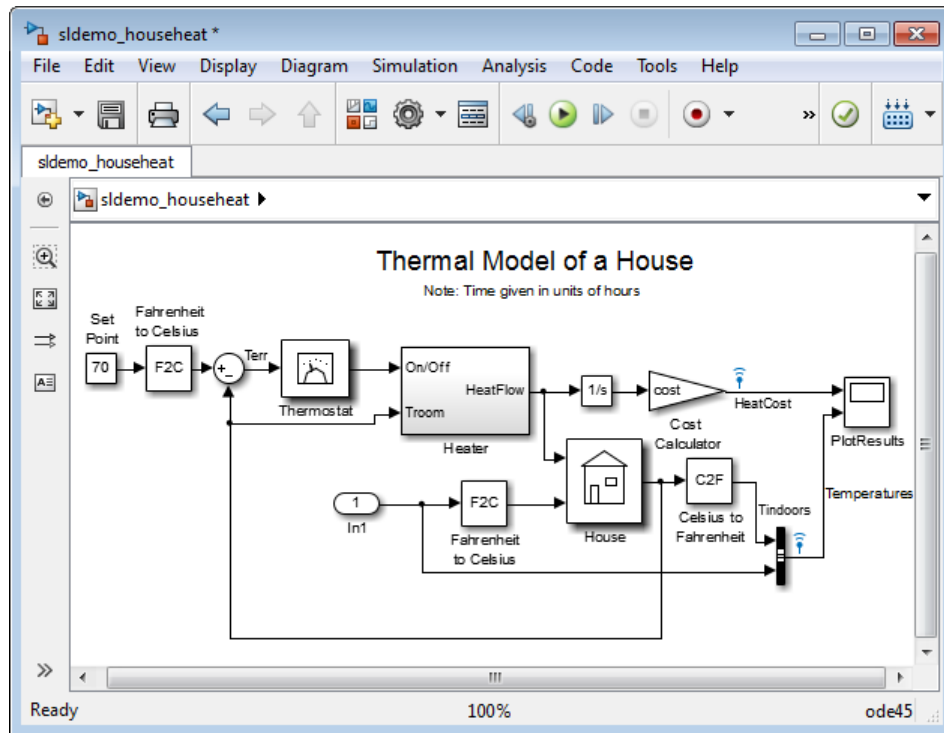 sldemo_househeat *
File Edit View Display Diagram Simulation Analysis Code Tools Help
»
sldemo_househeat
sldemo_househeat
Thermal Model of a House
Note: Time given in units of hours
Set
Point
70
Fahrenheit
to Celsius
F2C
+
_
Terr
Thermostat
On/Off
HeatFlow
Troom
Heater
1/s
cost
Cost
Calculator
HeatCost
PlotResults
1
In1
F2C
Fahrenheit
to Celsius
House
C2F
Celsius to
Fahrenheit
Tindoors
Temperatures
A
»
Ready 100% ode45